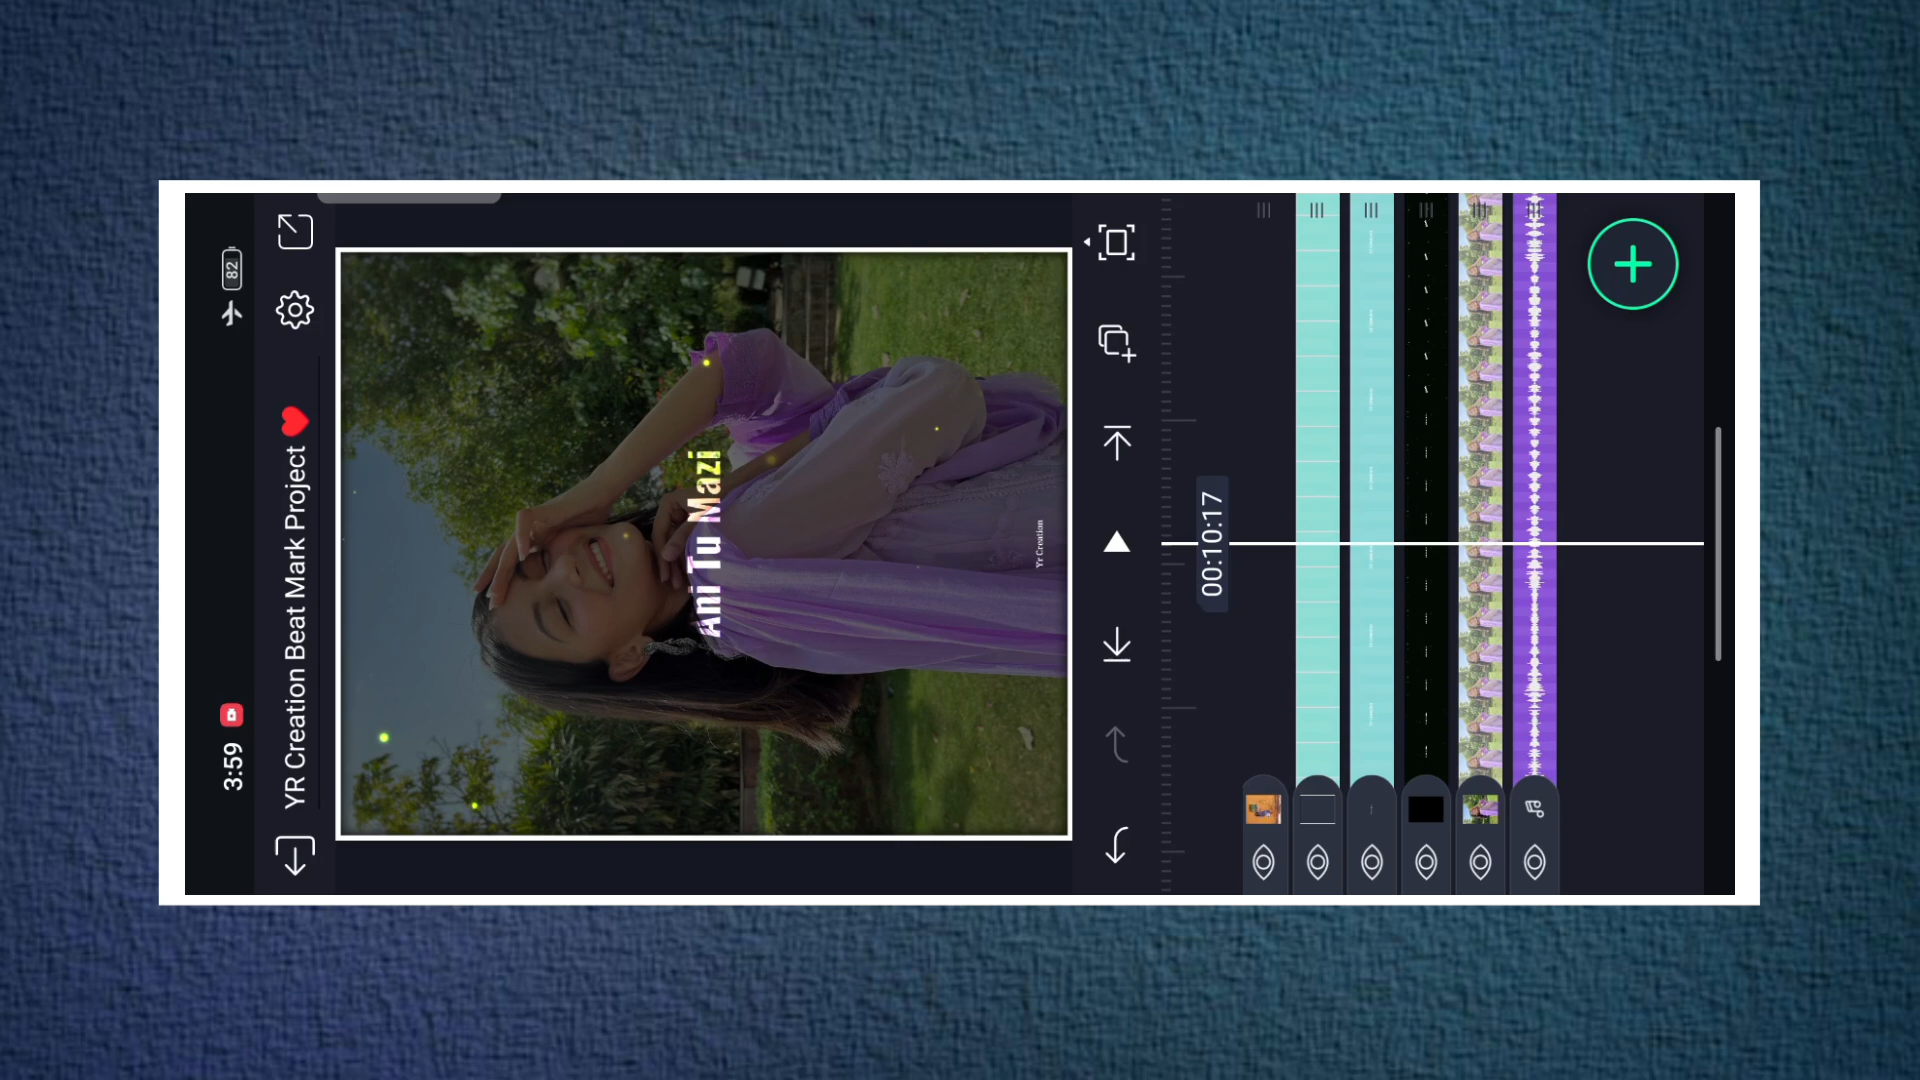 3:59
82
YR Creation Beat Mark Project ❤️
Ani Tu Mazi
Yr Creation
00:10:17